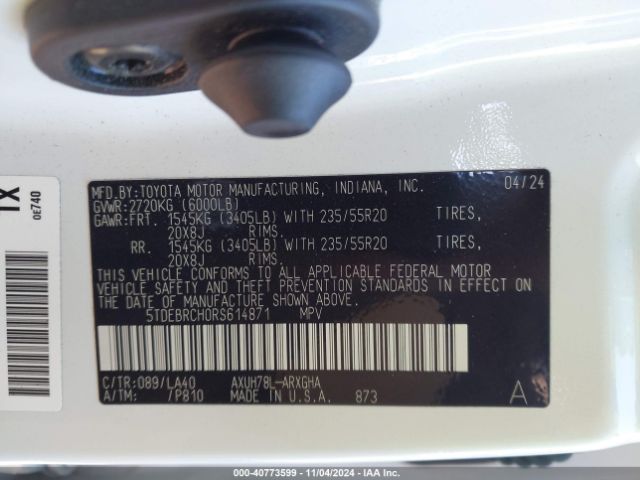 TX
0E740
MFD.BY:TOYOTA MOTOR MANUFACTURING, INDIANA, INC. 04/24
GVWR:2720KG (6000LB)
GAWR:FRT. 1545KG (3405LB) WITH 235/55R20 TIRES,
20X8J RIMS.
RR. 1545KG (3405LB) WITH 235/55R20 TIRES,
20X8J RIMS.
THIS VEHICLE CONFORMS TO ALL APPLICABLE FEDERAL MOTOR
VEHICLE SAFETY AND THEFT PREVENTION STANDARDS IN EFFECT ON
THE DATE OF MANUFACTURE SHOWN ABOVE.
5TDEBRCH0RS614871 MPV
C/TR:089/LA40 AXUH78L-ARXGHA
A/TM: /P810 MADE IN U.S.A. 873 A
000-40773599 — 11/04/2024 — IAA Inc.